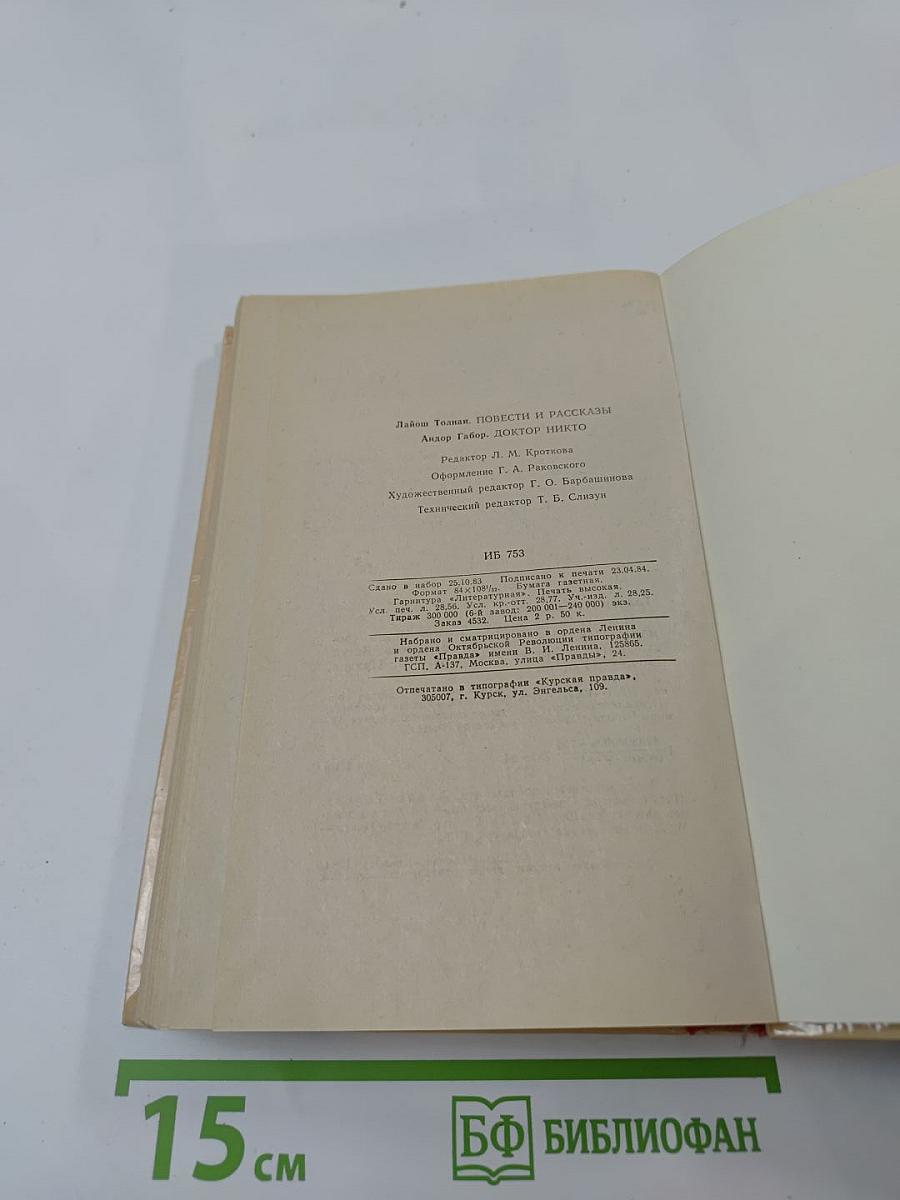 Лайош Толнаи. ПОВЕСТИ И РАССКАЗЫ
Андор Габор. ДОКТОР НИКТО
Редактор Л. М. Кроткова
Оформление Г. А. Раковского
Художественный редактор Г. О. Барбашинова
Технический редактор Т. Б. Слизун
ИБ 753
Сдано в набор 25.10.83 Подписано к печати 23.04.84.
Формат 84×108¹/₃₂. Бумага газетная.
Гарнитура «Литературная». Печать высокая.
Усл. печ. л. 28,56. Усл. кр.-отт. 28,77. Уч.-изд. л. 28,25.
Тираж 300 000 (6-й завод: 200 001—240 000) экз.
Заказ 4532. Цена 2 р. 50 к.
Набрано и сматрицировано в ордена Ленина
и ордена Октябрьской Революции типографии
газеты «Правда» имени В. И. Ленина, 125865.
ГСП, А-137, Москва, улица «Правды», 24.
Отпечатано в типографии «Курская правда»,
305007, г. Курск, ул. Энгельса, 109.
15 см
БФ БИБЛИОФАН